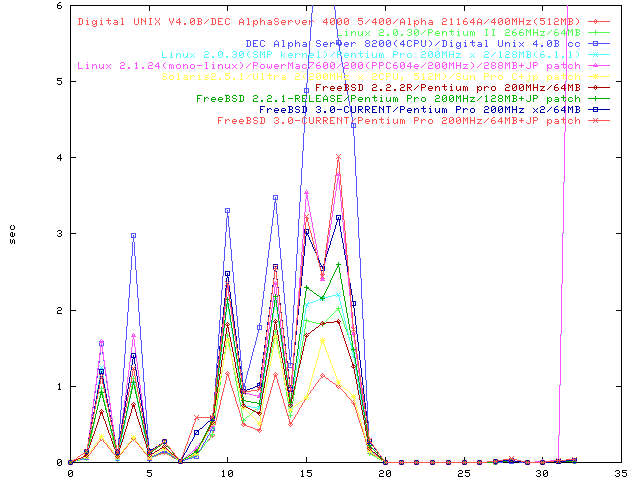 6
5
4
3
2
1
0
sec
Digital UNIX V4.0B/DEC AlphaServer 4000 5/400/Alpha 21164A/400MHz(512MB)
Linux 2.0.30/Pentium II 266MHz/64MB
DEC Alpha Server 8200(4CPU)/Digital Unix 4.0B cc
Linux 2.0.30(SMP kernel)/Pentium Pro 200MHz x 2/128MB(6.1.1)
Linux 2.1.24(mono-linux)/PowerMac7600/200(PPC604e/200MHz)/288MB+JP patch
FreeBSD 2.2.2R/Pentium pro 200MHz/64MB
FreeBSD 2.2.1-RELEASE/Pentium Pro 200MHz/128MB+JP patch
FreeBSD 3.0-CURRENT/Pentium Pro 200MHz x2/64MB
FreeBSD 3.0-CURRENT/Pentium Pro 200MHz/64MB+JP patch
0 5 10 15 20 25 30 35